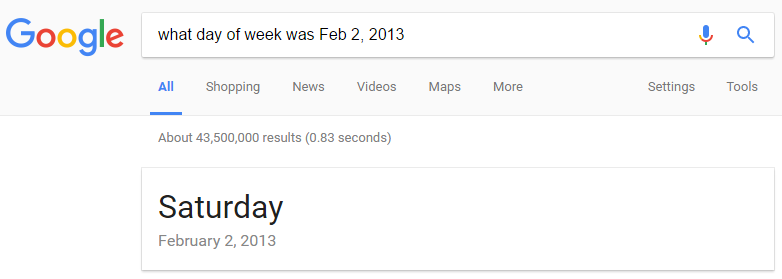 Google what day of week was Feb 2, 2013
All Shopping News Videos Maps More Settings Tools
About 43,500,000 results (0.83 seconds)
Saturday
February 2, 2013